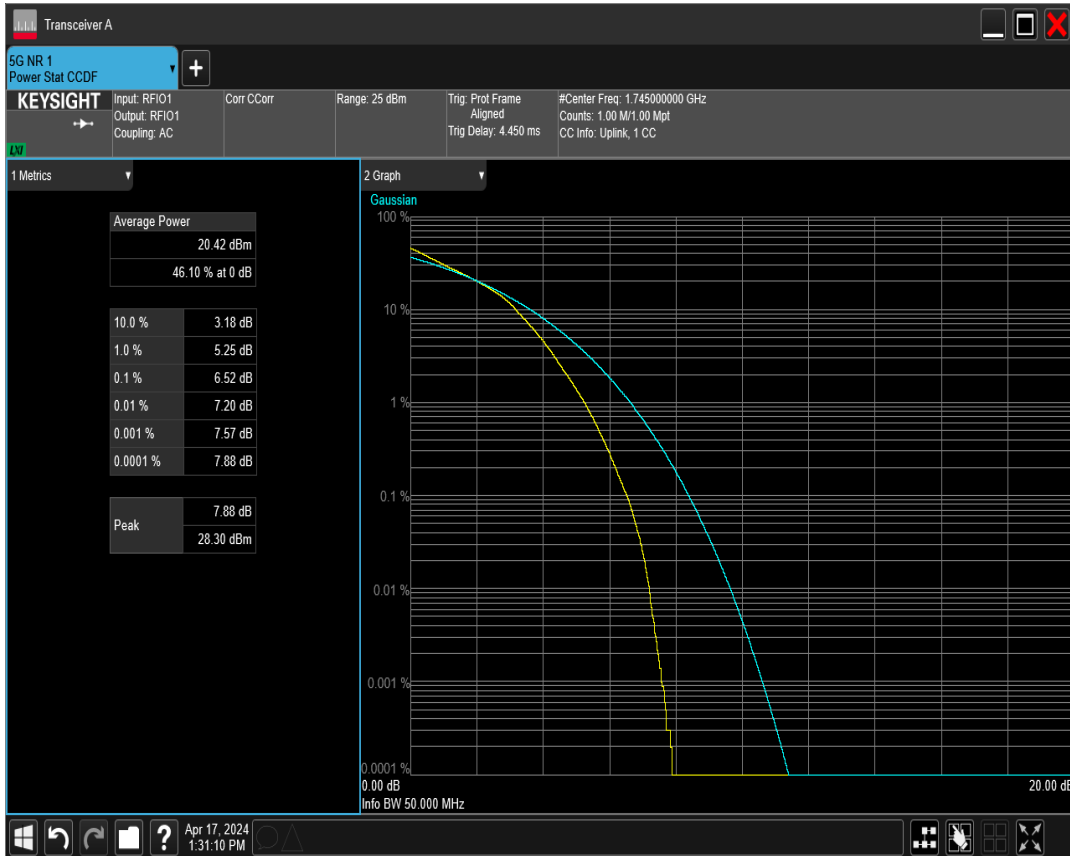 Transceiver A
5G NR 1
Power Stat CCDF
+
KEYSIGHT
LXI
Input: RFIO1
Output: RFIO1
Coupling: AC
Corr CCorr
Range: 25 dBm
Trig: Prot Frame
Aligned
Trig Delay: 4.450 ms
#Center Freq: 1.745000000 GHz
Counts: 1.00 M/1.00 Mpt
CC Info: Uplink, 1 CC
1 Metrics
Average Power
20.42 dBm
46.10 % at 0 dB
10.0 % 3.18 dB
1.0 % 5.25 dB
0.1 % 6.52 dB
0.01 % 7.20 dB
0.001 % 7.57 dB
0.0001 % 7.88 dB
Peak
7.88 dB
28.30 dBm
2 Graph
Gaussian
100 %
10 %
1 %
0.1 %
0.01 %
0.001 %
0.0001 %
0.00 dB 20.00 dB
Info BW 50.000 MHz
?
Apr 17, 2024
1:31:10 PM